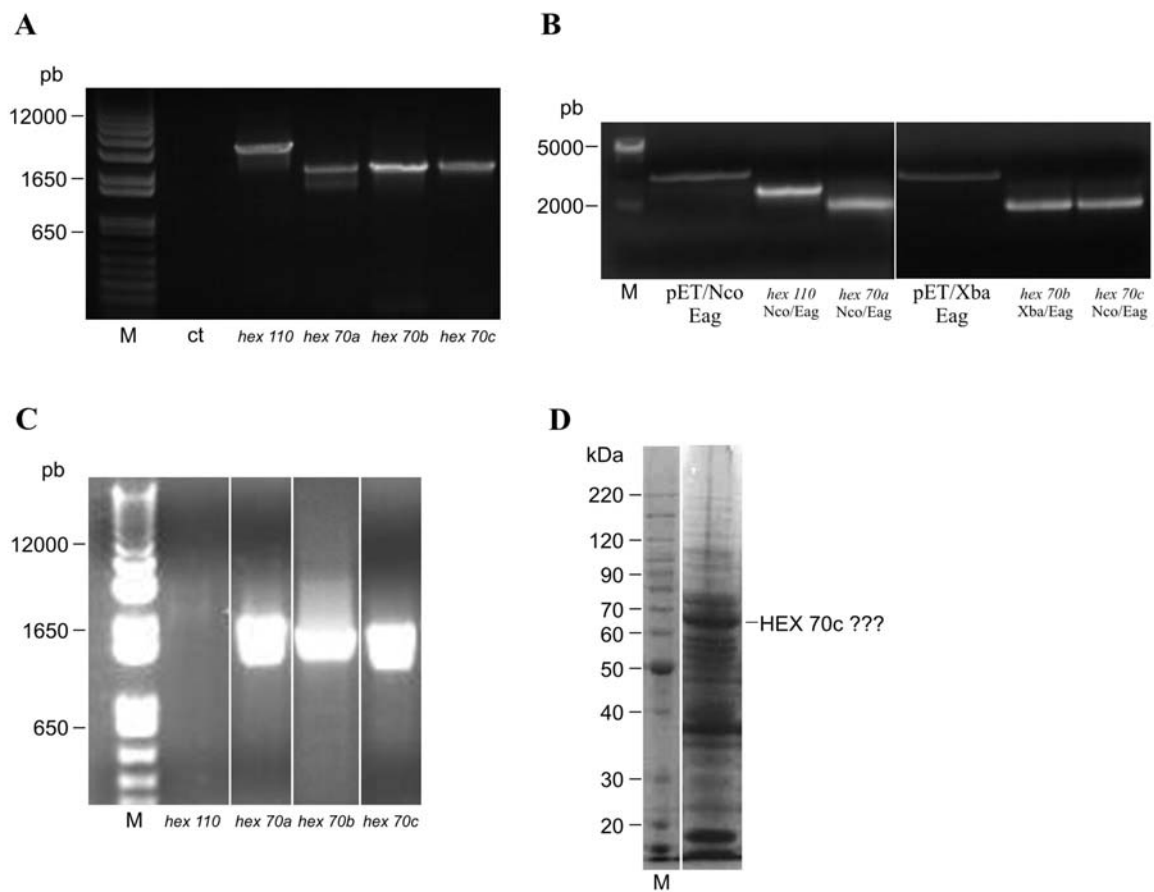 A
pb
12000
1650
650
M ct hex 110 hex 70a hex 70b hex 70c
B
pb
5000
2000
M pET/Nco hex 110 hex 70a pET/Xba hex 70b hex 70c
Eag Nco/Eag Nco/Eag Eag Xba/Eag Nco/Eag
C
pb
12000
1650
650
M hex 110 hex 70a hex 70b hex 70c
D
kDa
220
120
90
70
HEX 70c ???
60
50
40
30
20
M